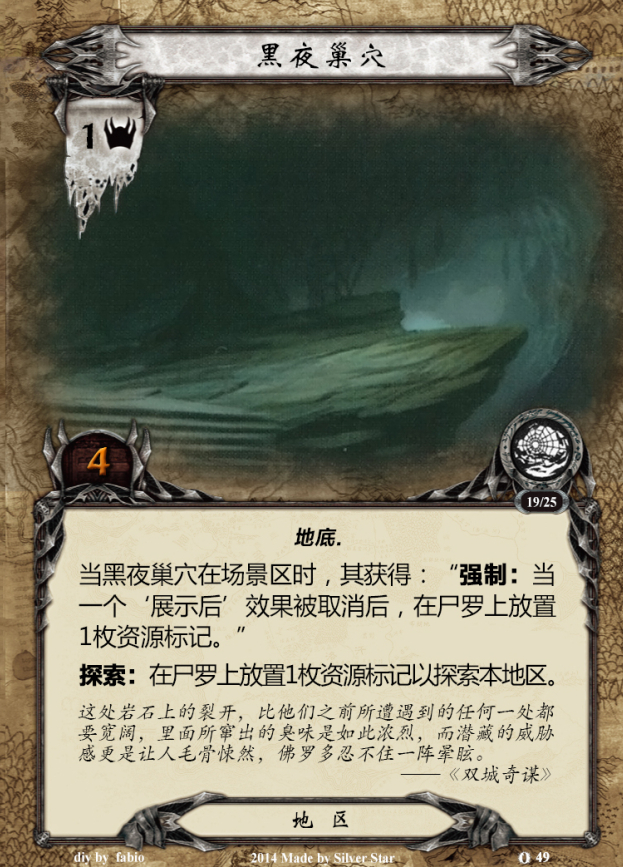 黑夜巢穴
1
4
19/25
地底.
当黑夜巢穴在场景区时，其获得：“强制：当
一个‘展示后’效果被取消后，在尸罗上放置
1枚资源标记。”
探索：在尸罗上放置1枚资源标记以探索本地区。
这处岩石上的裂开，比他们之前所遭遇到的任何一处都
要宽阔，里面所窜出的臭味是如此浓烈，而潜藏的威胁
感更是让人毛骨悚然，佛罗多忍不住一阵晕眩。
——《双城奇谋》
地 区
diy by fabio
2014 Made by Silver Star
49